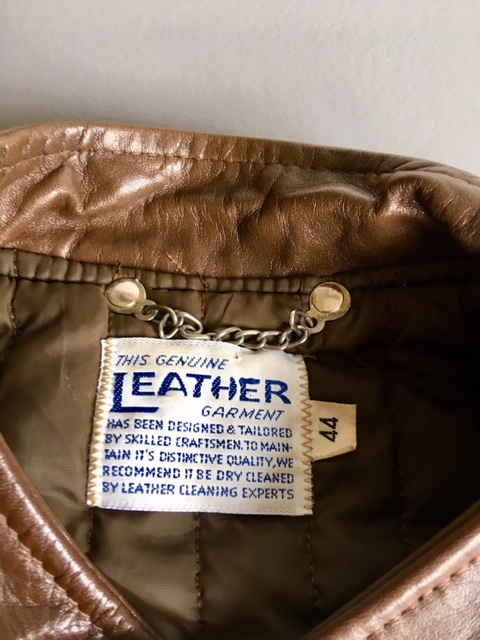 THIS GENUINE
LEATHER
GARMENT
HAS BEEN DESIGNED & TAILORED
BY SKILLED CRAFTSMEN. TO MAIN-
TAIN IT'S DISTINCTIVE QUALITY, WE
RECOMMEND IT BE DRY CLEANED
BY LEATHER CLEANING EXPERTS
44